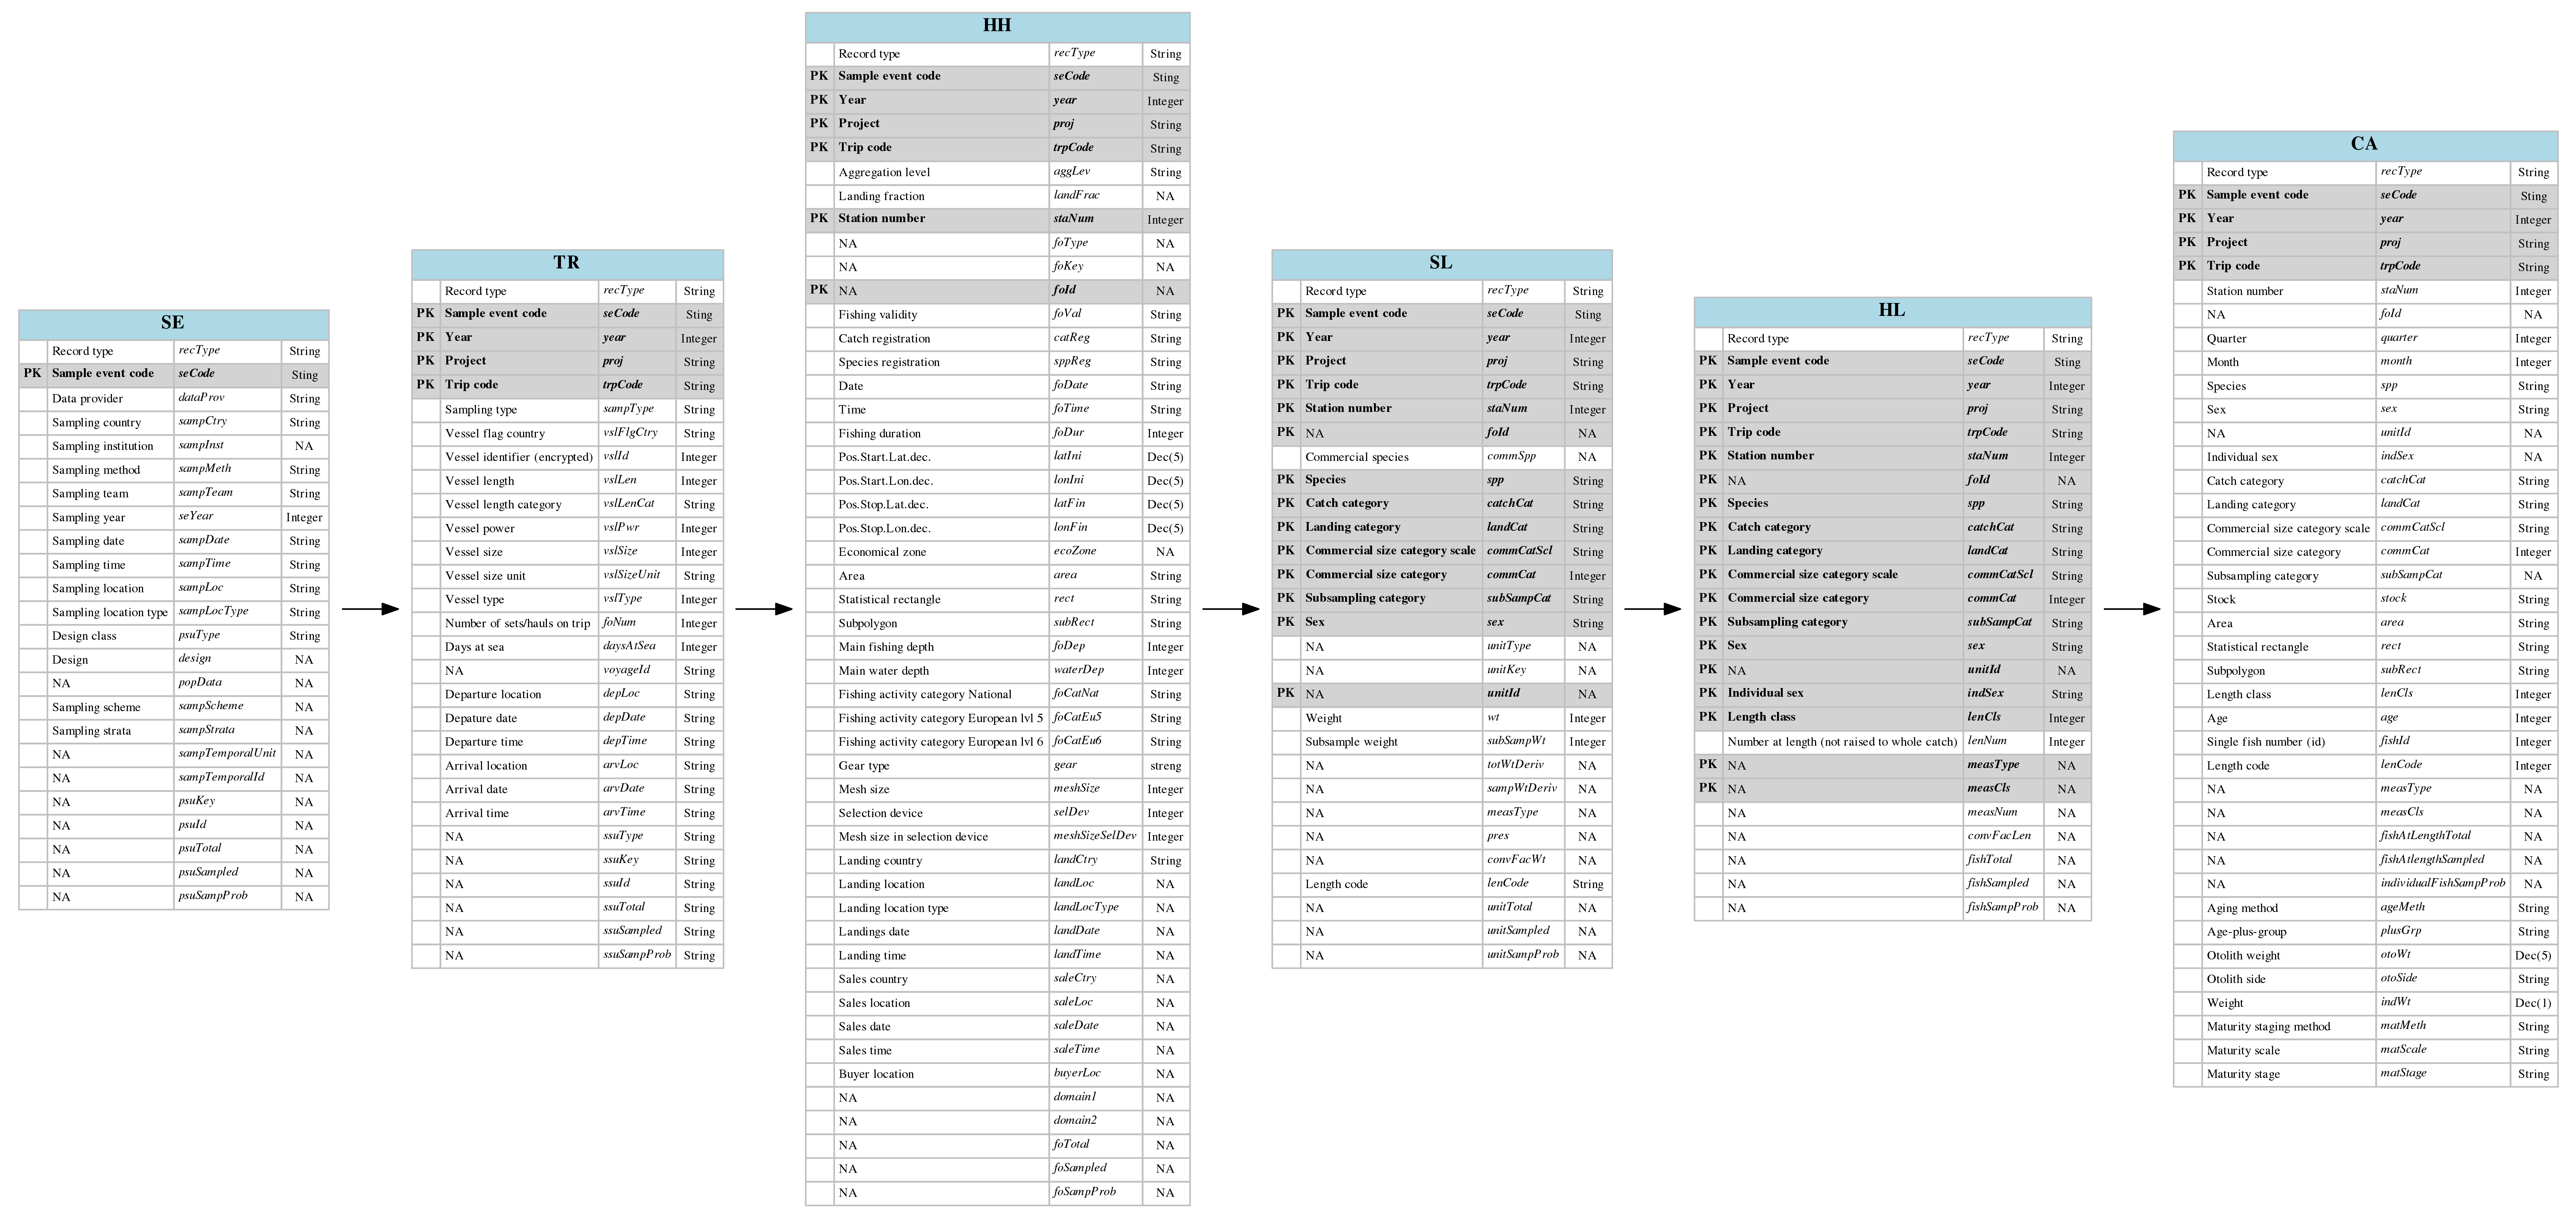 SE
Record type recType String
PK Sample event code seCode Sting
Data provider dataProv String
Sampling country sampCtry String
Sampling institution sampInst NA
Sampling method sampMeth String
Sampling team sampTeam String
Sampling year seYear Integer
Sampling date sampDate String
Sampling time sampTime String
Sampling location sampLoc String
Sampling location type sampLocType String
Design class psuType String
Design design NA
NA popData NA
Sampling scheme sampScheme NA
Sampling strata sampStrata NA
NA sampTemporalUnit NA
NA sampTemporalId NA
NA psuKey NA
NA psuId NA
NA psuTotal NA
NA psuSampled NA
NA psuSampProb NA
TR
Record type recType String
PK Sample event code seCode Sting
PK Year year Integer
PK Project proj String
PK Trip code trpCode String
Sampling type sampType String
Vessel flag country vslFlgCtry String
Vessel identifier (encrypted) vslId Integer
Vessel length vslLen Integer
Vessel length category vslLenCat String
Vessel power vslPwr Integer
Vessel size vslSize Integer
Vessel size unit vslSizeUnit String
Vessel type vslType Integer
Number of sets/hauls on trip foNum Integer
Days at sea daysAtSea Integer
NA voyageId String
Departure location depLoc String
Depature date depDate String
Departure time depTime String
Arrival location arvLoc String
Arrival date arvDate String
Arrival time arvTime String
NA ssuType String
NA ssuKey String
NA ssuId String
NA ssuTotal String
NA ssuSampled String
NA ssuSampProb String
HH
Record type recType String
PK Sample event code seCode Sting
PK Year year Integer
PK Project proj String
PK Trip code trpCode String
Aggregation level aggLev String
Landing fraction landFrac NA
PK Station number staNum Integer
NA foType NA
NA foKey NA
PK NA foId NA
Fishing validity foVal String
Catch registration catReg String
Species registration sppReg String
Date foDate String
Time foTime String
Fishing duration foDur Integer
Pos.Start.Lat.dec. latIni Dec(5)
Pos.Start.Lon.dec. lonIni Dec(5)
Pos.Stop.Lat.dec. latFin Dec(5)
Pos.Stop.Lon.dec. lonFin Dec(5)
Economical zone ecoZone NA
Area area String
Statistical rectangle rect String
Subpolygon subRect String
Main fishing depth foDep Integer
Main water depth waterDep Integer
Fishing activity category National foCatNat String
Fishing activity category European lvl 5 foCatEu5 String
Fishing activity category European lvl 6 foCatEu6 String
Gear type gear streng
Mesh size meshSize Integer
Selection device selDev Integer
Mesh size in selection device meshSizeSelDev Integer
Landing country landCtry String
Landing location landLoc NA
Landing location type landLocType NA
Landings date landDate NA
Landing time landTime NA
Sales country saleCtry NA
Sales location saleLoc NA
Sales date saleDate NA
Sales time saleTime NA
Buyer location buyerLoc NA
NA domain1 NA
NA domain2 NA
NA foTotal NA
NA foSampled NA
NA foSampProb NA
SL
Record type recType String
PK Sample event code seCode Sting
PK Year year Integer
PK Project proj String
PK Trip code trpCode String
PK Station number staNum Integer
PK NA foId NA
Commercial species commSpp NA
PK Species spp String
PK Catch category catchCat String
PK Landing category landCat String
PK Commercial size category scale commCatScl String
PK Commercial size category commCat Integer
PK Subsampling category subSampCat String
PK Sex sex String
NA unitType NA
NA unitKey NA
PK NA unitId NA
Weight wt Integer
Subsample weight subSampWt Integer
NA totWtDeriv NA
NA sampWtDeriv NA
NA measType NA
NA pres NA
NA convFacWt NA
Length code lenCode String
NA unitTotal NA
NA unitSampled NA
NA unitSampProb NA
HL
Record type recType String
PK Sample event code seCode Sting
PK Year year Integer
PK Project proj String
PK Trip code trpCode String
PK Station number staNum Integer
PK NA foId NA
PK Species spp String
PK Catch category catchCat String
PK Landing category landCat String
PK Commercial size category scale commCatScl String
PK Commercial size category commCat Integer
PK Subsampling category subSampCat String
PK Sex sex String
PK NA unitId NA
PK Individual sex indSex String
PK Length class lenCls Integer
Number at length (not raised to whole catch) lenNum Integer
PK NA measType NA
PK NA measCls NA
NA measNum NA
NA convFacLen NA
NA fishTotal NA
NA fishSampled NA
NA fishSampProb NA
CA
Record type recType String
PK Sample event code seCode Sting
PK Year year Integer
PK Project proj String
PK Trip code trpCode String
Station number staNum Integer
NA foId NA
Quarter quarter Integer
Month month Integer
Species spp String
Sex sex String
NA unitId NA
Individual sex indSex NA
Catch category catchCat String
Landing category landCat String
Commercial size category scale commCatScl String
Commercial size category commCat Integer
Subsampling category subSampCat NA
Stock stock String
Area area String
Statistical rectangle rect String
Subpolygon subRect String
Length class lenCls Integer
Age age Integer
Single fish number (id) fishId Integer
Length code lenCode Integer
NA measType NA
NA measCls NA
NA fishAtLengthTotal NA
NA fishAtlengthSampled NA
NA individualFishSampProb NA
Aging method ageMeth String
Age-plus-group plusGrp String
Otolith weight otoWt Dec(5)
Otolith side otoSide String
Weight indWt Dec(1)
Maturity staging method matMeth String
Maturity scale matScale String
Maturity stage matStage String